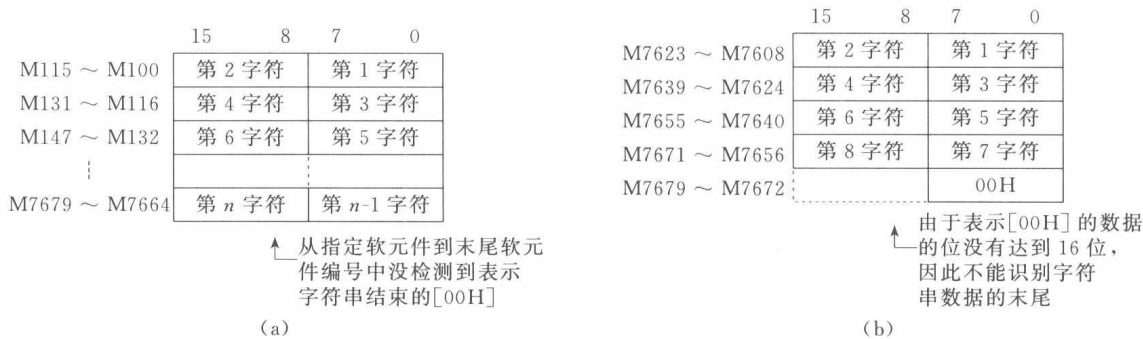 15 8 7 0
M115 ~ M100 第 2 字符 第 1 字符
M131 ~ M116 第 4 字符 第 3 字符
M147 ~ M132 第 6 字符 第 5 字符
M7679 ~ M7664 第 n 字符 第 n-1 字符
从指定软元件到末尾软元
件编号中没检测到表示
字符串结束的[00H]
(a)
15 8 7 0
M7623 ~ M7608 第 2 字符 第 1 字符
M7639 ~ M7624 第 4 字符 第 3 字符
M7655 ~ M7640 第 6 字符 第 5 字符
M7671 ~ M7656 第 8 字符 第 7 字符
M7679 ~ M7672 00H
由于表示[00H]的数据
的位没有达到 16 位，
因此不能识别字符
串数据的末尾
(b)